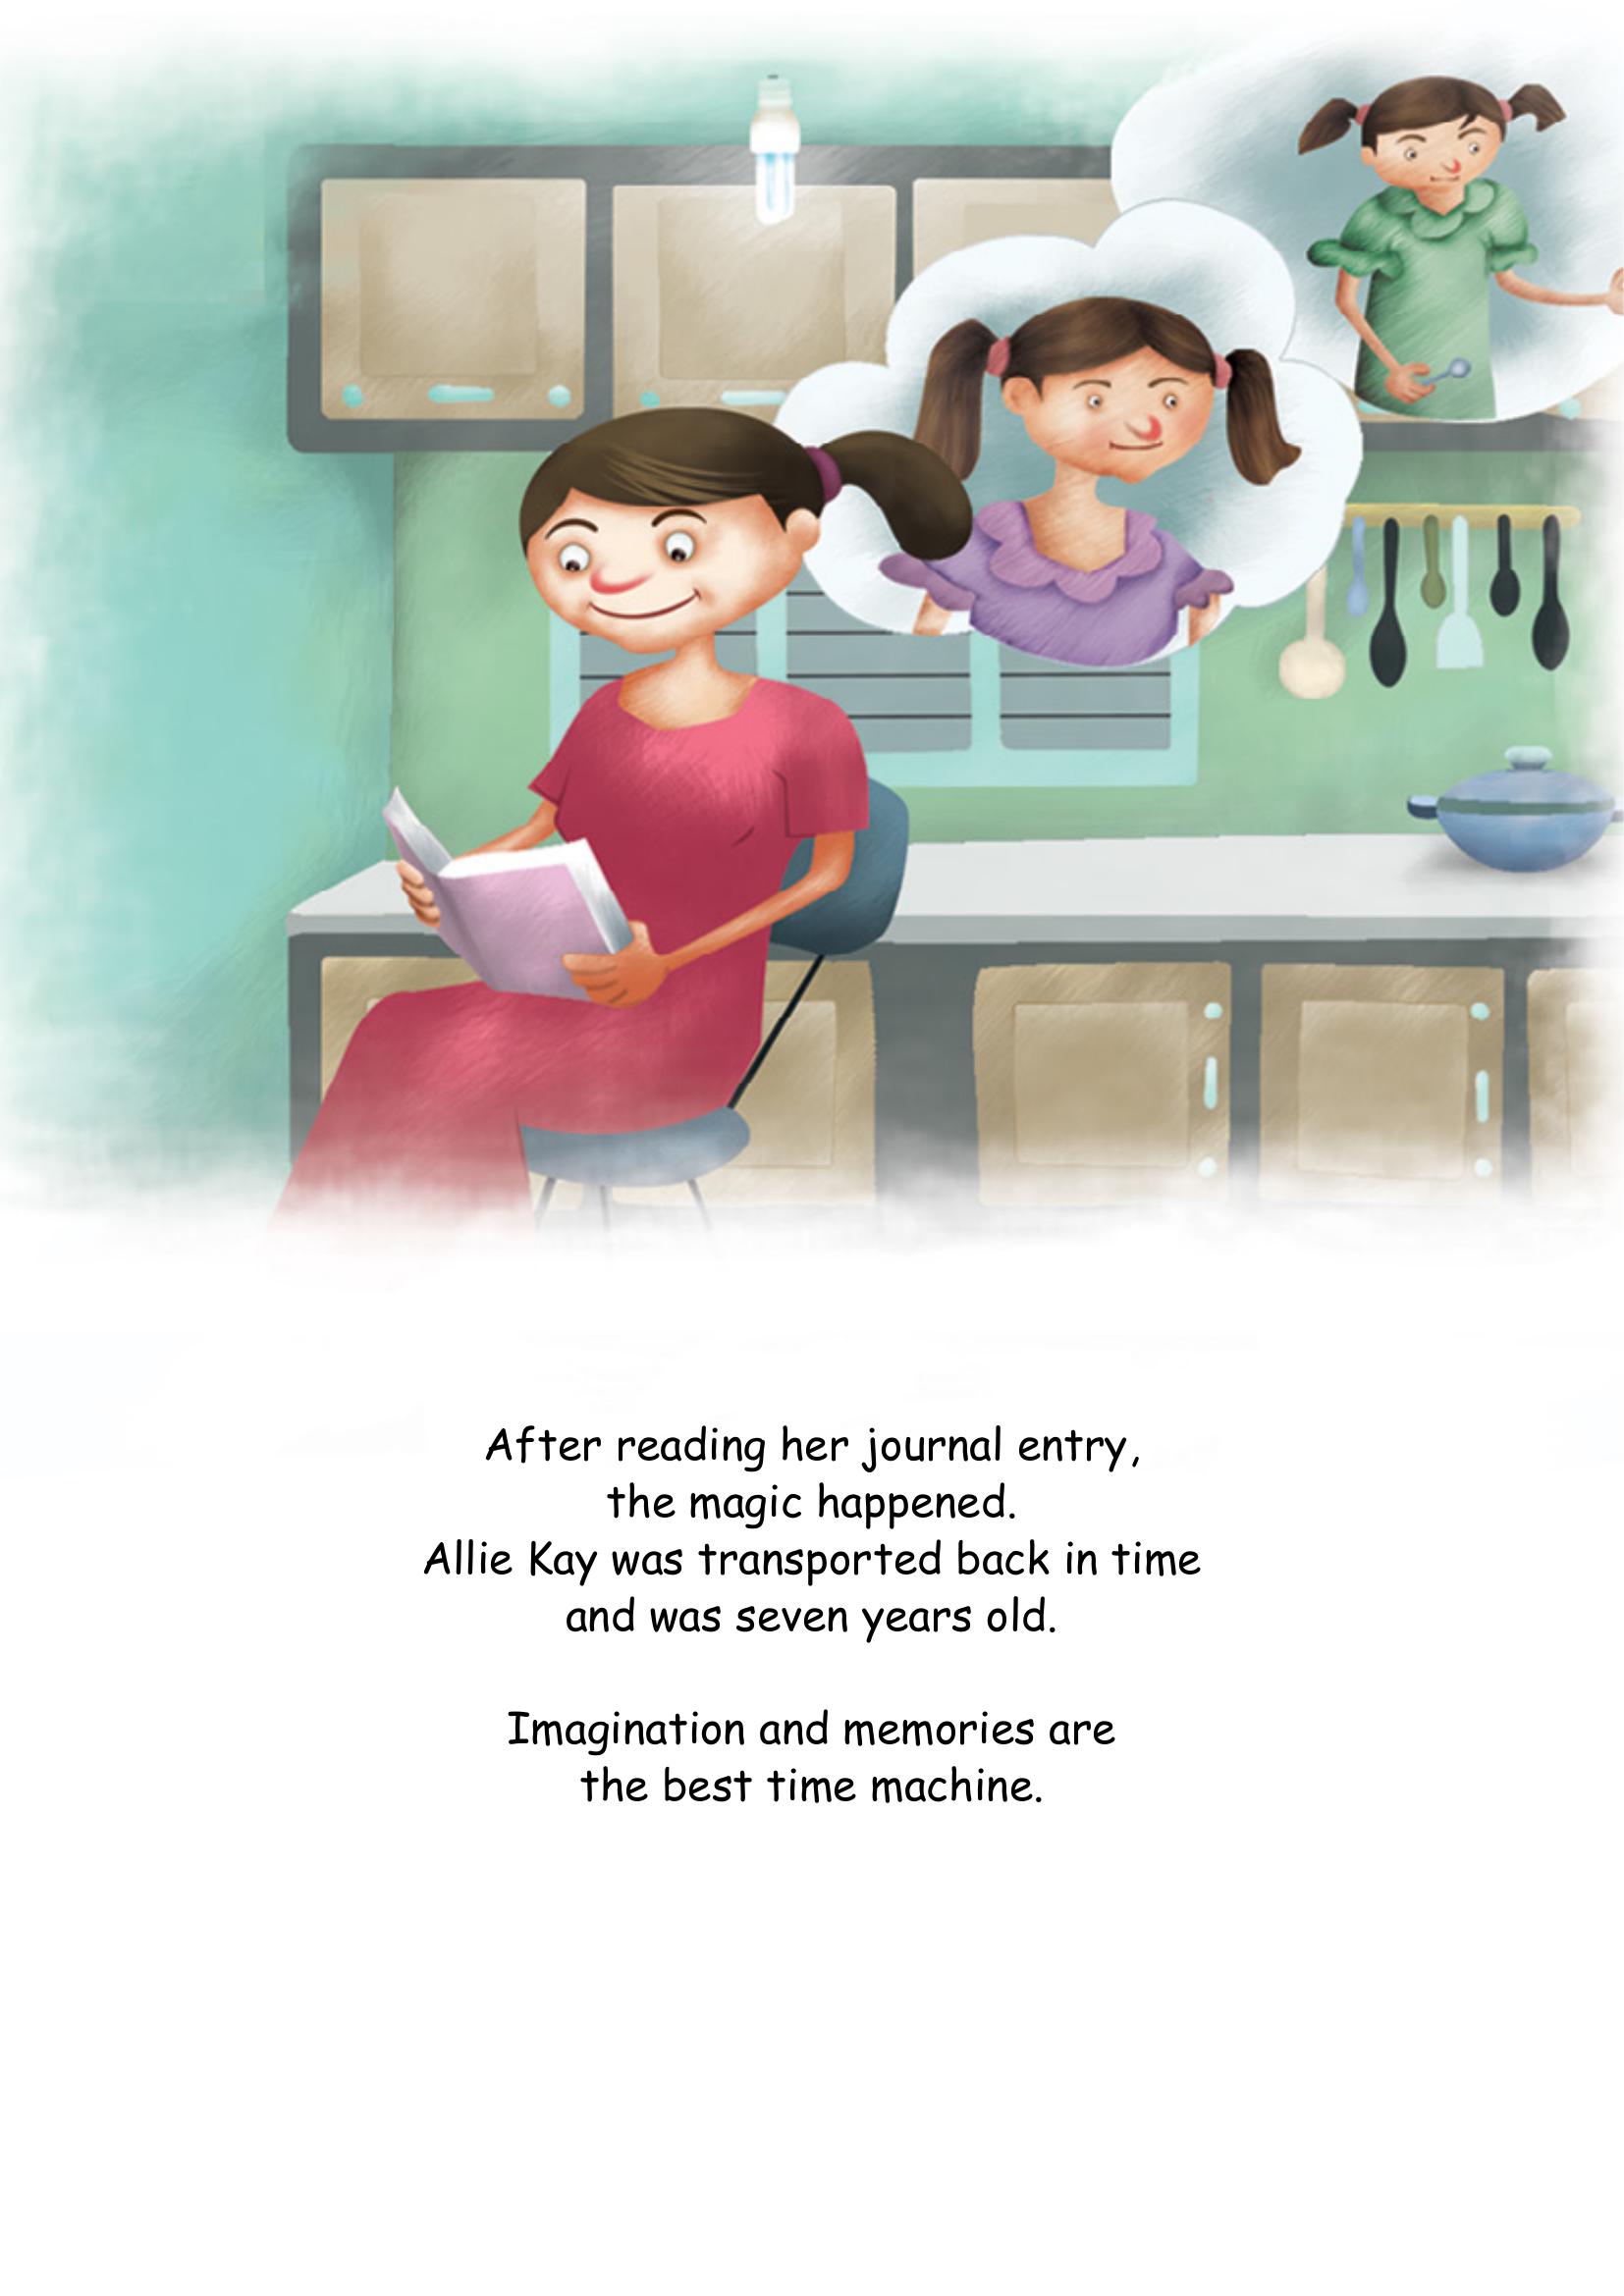 After reading her journal entry,
the magic happened.
Allie Kay was transported back in time
and was seven years old.
Imagination and memories are
the best time machine.